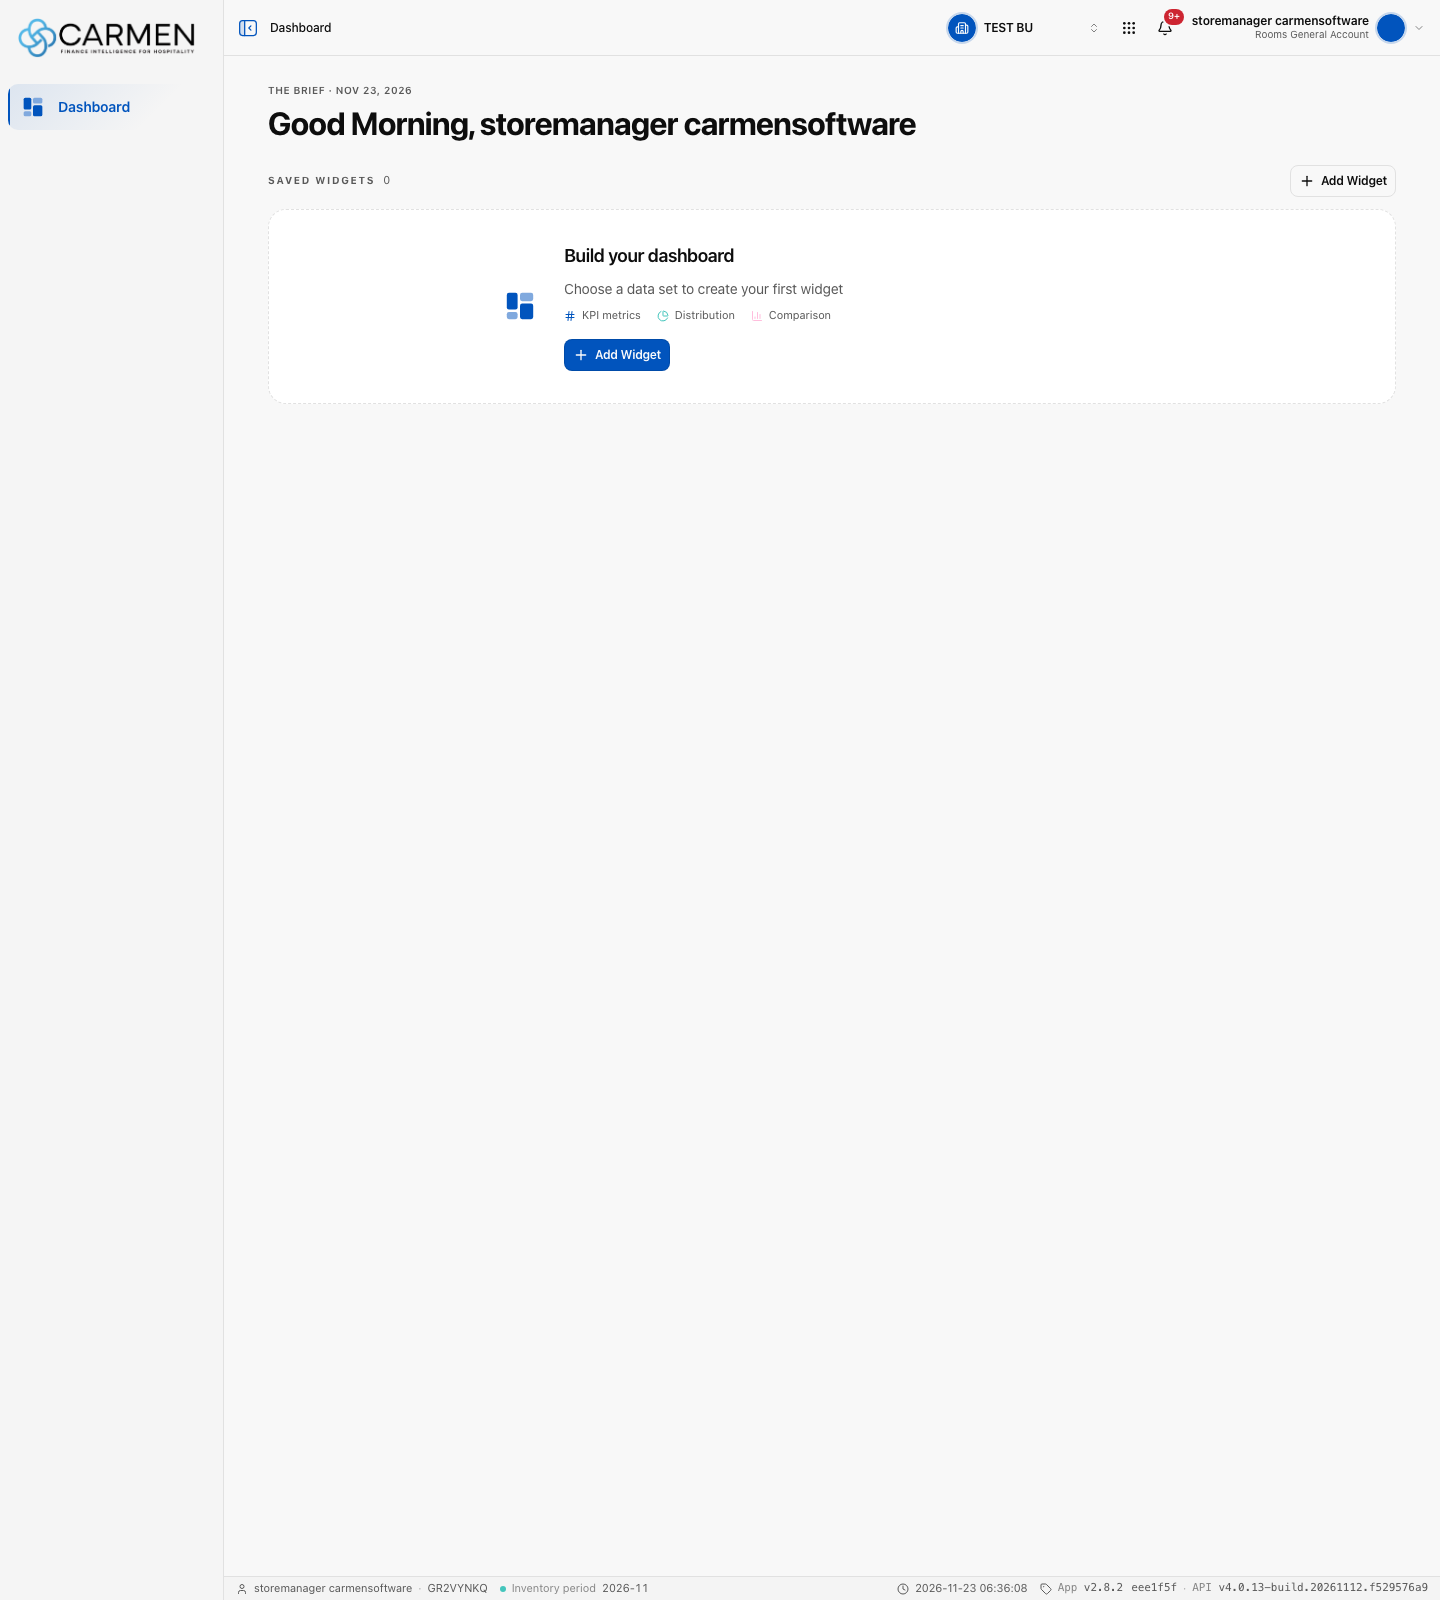 CARMEN
FINANCE INTELLIGENCE FOR HOSPITALITY
Dashboard
TEST BU
9+
storemanager carmensoftware
Rooms General Account
Dashboard
THE BRIEF · NOV 23, 2026
Good Morning, storemanager carmensoftware
SAVED WIDGETS 0
Add Widget
Build your dashboard
Choose a data set to create your first widget
KPI metrics Distribution Comparison
Add Widget
storemanager carmensoftware · GR2VYNKQ Inventory period 2026-11 2026-11-23 06:36:08 App v2.8.2 eee1f5f · API v4.0.13-build.20261112.f529576a9